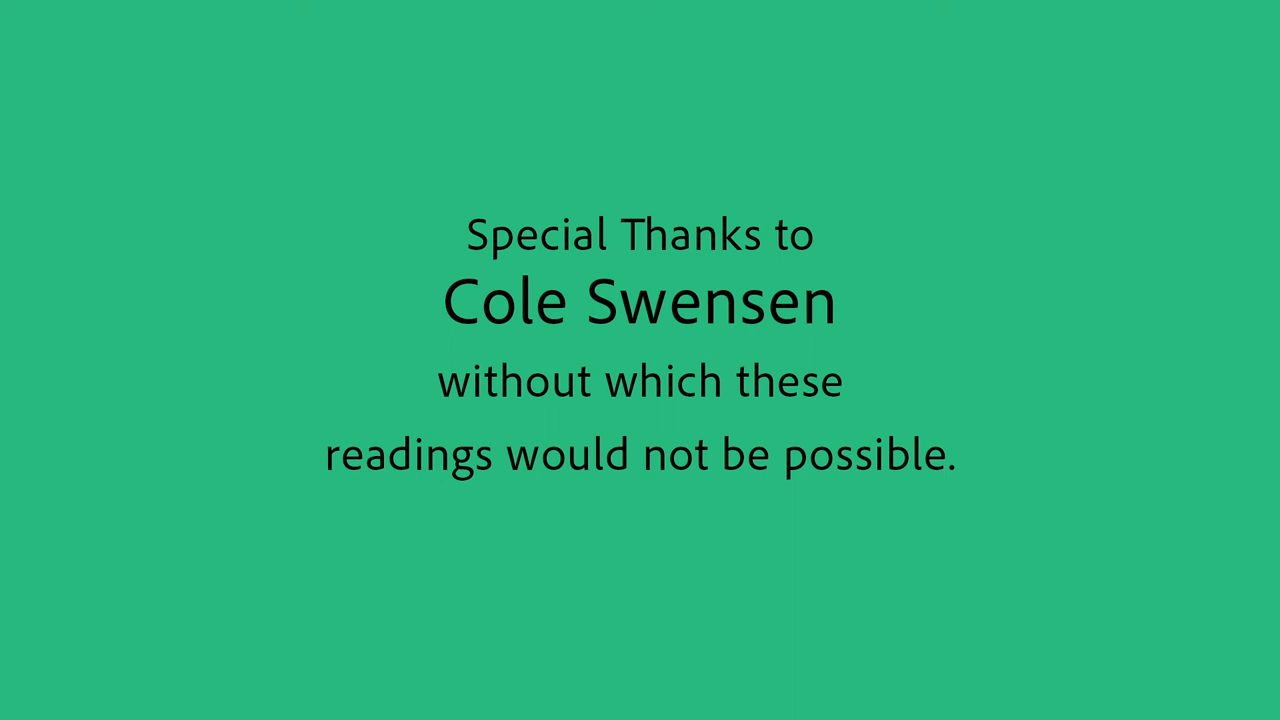 Special Thanks to
Cole Swensen
without which these
readings would not be possible.